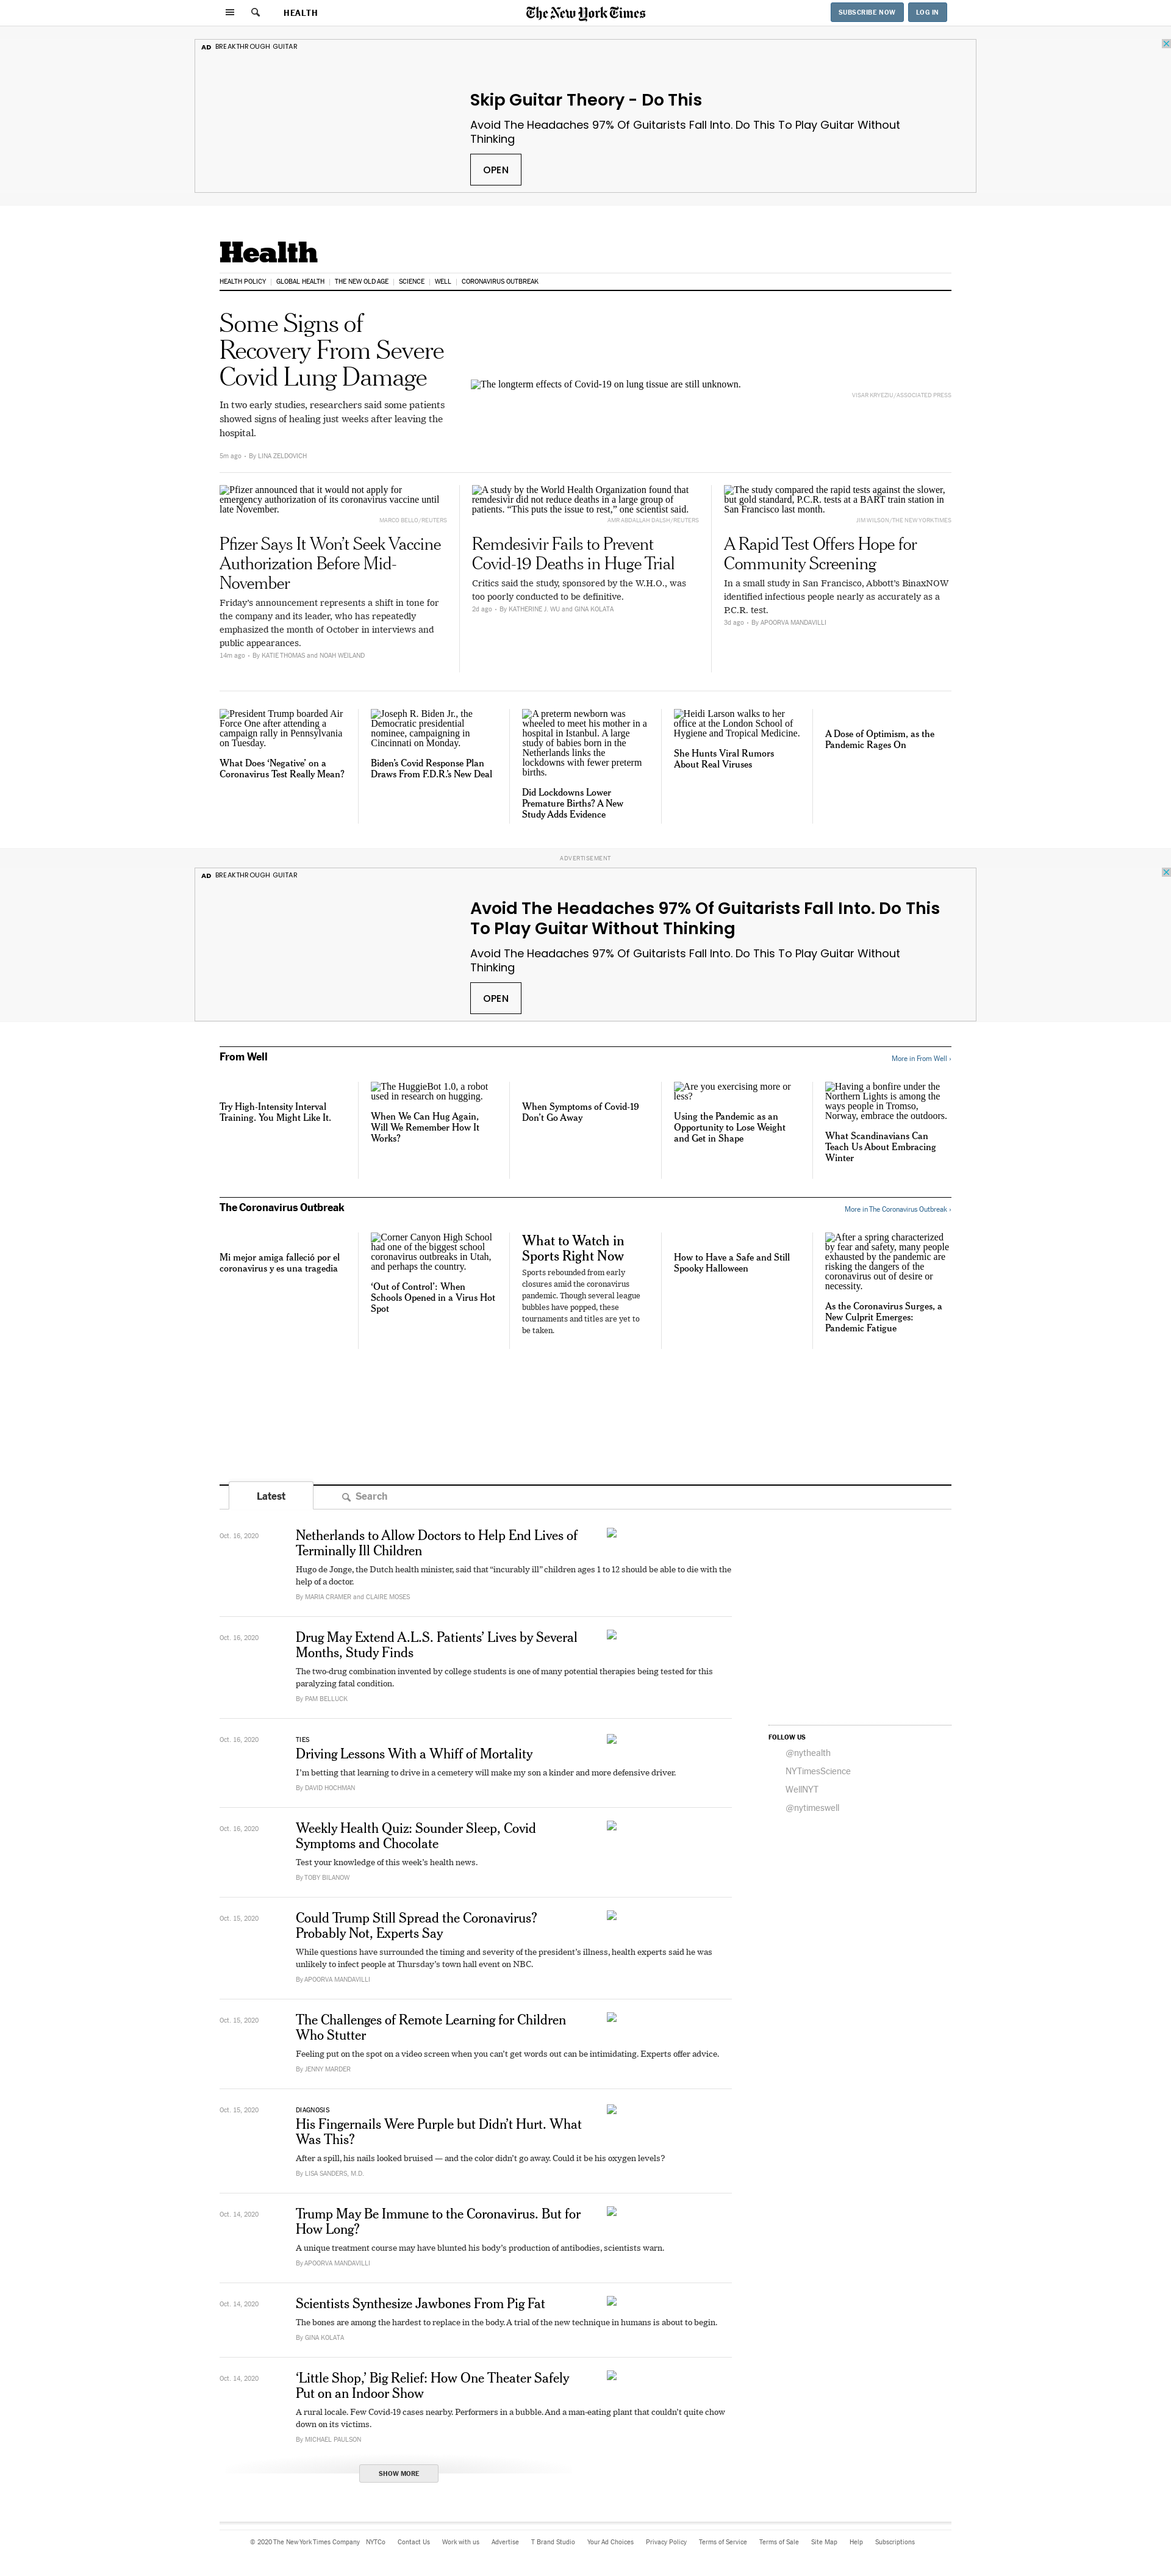 HEALTH
The New York Times
SUBSCRIBE NOW
LOG IN
AD BREAKTHROUGH GUITAR
Skip Guitar Theory - Do This
Avoid The Headaches 97% Of Guitarists Fall Into. Do This To Play Guitar Without
Thinking
OPEN
Health
HEALTH POLICY
GLOBAL HEALTH
THE NEW OLD AGE
SCIENCE
WELL
CORONAVIRUS OUTBREAK
Some Signs of
Recovery From Severe
Covid Lung Damage
In two early studies, researchers said some patients
showed signs of healing just weeks after leaving the
hospital.
5m ago • By LINA ZELDOVICH
The longterm effects of Covid-19 on lung tissue are still unknown.
VISAR KRYEZIU/ASSOCIATED PRESS
Pfizer announced that it would not apply for
emergency authorization of its coronavirus vaccine until
late November.
MARCO BELLO/REUTERS
Pfizer Says It Won’t Seek Vaccine
Authorization Before Mid-
November
Friday’s announcement represents a shift in tone for
the company and its leader, who has repeatedly
emphasized the month of October in interviews and
public appearances.
14m ago • By KATIE THOMAS and NOAH WEILAND
A study by the World Health Organization found that
remdesivir did not reduce deaths in a large group of
patients. “This puts the issue to rest,” one scientist said.
AMR ABDALLAH DALSH/REUTERS
Remdesivir Fails to Prevent
Covid-19 Deaths in Huge Trial
Critics said the study, sponsored by the W.H.O., was
too poorly conducted to be definitive.
2d ago • By KATHERINE J. WU and GINA KOLATA
The study compared the rapid tests against the slower,
but gold standard, P.C.R. tests at a BART train station in
San Francisco last month.
JIM WILSON/THE NEW YORK TIMES
A Rapid Test Offers Hope for
Community Screening
In a small study in San Francisco, Abbott’s BinaxNOW
identified infectious people nearly as accurately as a
P.C.R. test.
3d ago • By APOORVA MANDAVILLI
President Trump boarded Air
Force One after attending a
campaign rally in Pennsylvania
on Tuesday.
What Does ‘Negative’ on a
Coronavirus Test Really Mean?
Joseph R. Biden Jr., the
Democratic presidential
nominee, campaigning in
Cincinnati on Monday.
Biden’s Covid Response Plan
Draws From F.D.R.’s New Deal
A preterm newborn was
wheeled to meet his mother in a
hospital in Istanbul. A large
study of babies born in the
Netherlands links the
lockdowns with fewer preterm
births.
Did Lockdowns Lower
Premature Births? A New
Study Adds Evidence
Heidi Larson walks to her
office at the London School of
Hygiene and Tropical Medicine.
She Hunts Viral Rumors
About Real Viruses
A Dose of Optimism, as the
Pandemic Rages On
ADVERTISEMENT
AD BREAKTHROUGH GUITAR
Avoid The Headaches 97% Of Guitarists Fall Into. Do This
To Play Guitar Without Thinking
Avoid The Headaches 97% Of Guitarists Fall Into. Do This To Play Guitar Without
Thinking
OPEN
From Well
More in From Well ›
Try High-Intensity Interval
Training. You Might Like It.
The HuggieBot 1.0, a robot
used in research on hugging.
When We Can Hug Again,
Will We Remember How It
Works?
When Symptoms of Covid-19
Don’t Go Away
Are you exercising more or
less?
Using the Pandemic as an
Opportunity to Lose Weight
and Get in Shape
Having a bonfire under the
Northern Lights is among the
ways people in Tromso,
Norway, embrace the outdoors.
What Scandinavians Can
Teach Us About Embracing
Winter
The Coronavirus Outbreak
More in The Coronavirus Outbreak ›
Mi mejor amiga falleció por el
coronavirus y es una tragedia
Corner Canyon High School
had one of the biggest school
coronavirus outbreaks in Utah,
and perhaps the country.
‘Out of Control’: When
Schools Opened in a Virus Hot
Spot
What to Watch in
Sports Right Now
Sports rebounded from early
closures amid the coronavirus
pandemic. Though several league
bubbles have popped, these
tournaments and titles are yet to
be taken.
How to Have a Safe and Still
Spooky Halloween
After a spring characterized
by fear and safety, many people
exhausted by the pandemic are
risking the dangers of the
coronavirus out of desire or
necessity.
As the Coronavirus Surges, a
New Culprit Emerges:
Pandemic Fatigue
Latest
Search
Oct. 16, 2020
Netherlands to Allow Doctors to Help End Lives of
Terminally Ill Children
Hugo de Jonge, the Dutch health minister, said that “incurably ill” children ages 1 to 12 should be able to die with the
help of a doctor.
By MARIA CRAMER and CLAIRE MOSES
Oct. 16, 2020
Drug May Extend A.L.S. Patients’ Lives by Several
Months, Study Finds
The two-drug combination invented by college students is one of many potential therapies being tested for this
paralyzing fatal condition.
By PAM BELLUCK
Oct. 16, 2020
TIES
Driving Lessons With a Whiff of Mortality
I’m betting that learning to drive in a cemetery will make my son a kinder and more defensive driver.
By DAVID HOCHMAN
FOLLOW US
@nythealth
NYTimesScience
WellNYT
@nytimeswell
Oct. 16, 2020
Weekly Health Quiz: Sounder Sleep, Covid
Symptoms and Chocolate
Test your knowledge of this week’s health news.
By TOBY BILANOW
Oct. 15, 2020
Could Trump Still Spread the Coronavirus?
Probably Not, Experts Say
While questions have surrounded the timing and severity of the president’s illness, health experts said he was
unlikely to infect people at Thursday’s town hall event on NBC.
By APOORVA MANDAVILLI
Oct. 15, 2020
The Challenges of Remote Learning for Children
Who Stutter
Feeling put on the spot on a video screen when you can’t get words out can be intimidating. Experts offer advice.
By JENNY MARDER
Oct. 15, 2020
DIAGNOSIS
His Fingernails Were Purple but Didn’t Hurt. What
Was This?
After a spill, his nails looked bruised — and the color didn’t go away. Could it be his oxygen levels?
By LISA SANDERS, M.D.
Oct. 14, 2020
Trump May Be Immune to the Coronavirus. But for
How Long?
A unique treatment course may have blunted his body’s production of antibodies, scientists warn.
By APOORVA MANDAVILLI
Oct. 14, 2020
Scientists Synthesize Jawbones From Pig Fat
The bones are among the hardest to replace in the body. A trial of the new technique in humans is about to begin.
By GINA KOLATA
Oct. 14, 2020
‘Little Shop,’ Big Relief: How One Theater Safely
Put on an Indoor Show
A rural locale. Few Covid-19 cases nearby. Performers in a bubble. And a man-eating plant that couldn’t quite chow
down on its victims.
By MICHAEL PAULSON
SHOW MORE
© 2020 The New York Times Company NYTCo Contact Us Work with us Advertise T Brand Studio Your Ad Choices Privacy Policy Terms of Service Terms of Sale Site Map Help Subscriptions